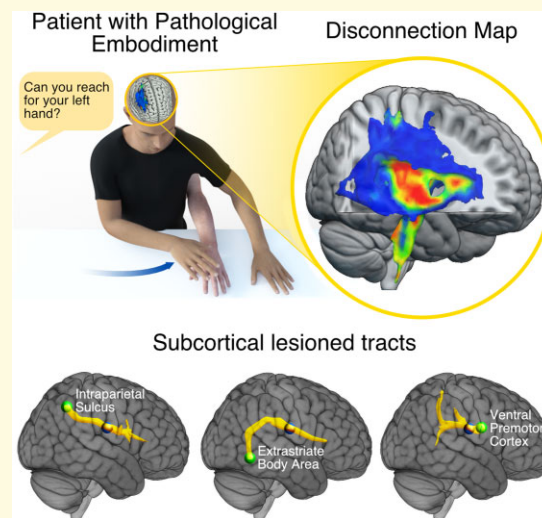 Patient with Pathological
Embodiment
Disconnection Map
Can you reach
for your left
hand?
Subcortical lesioned tracts
Intraparietal
Sulcus
Extrastriate
Body Area
Ventral
Premotor
Cortex